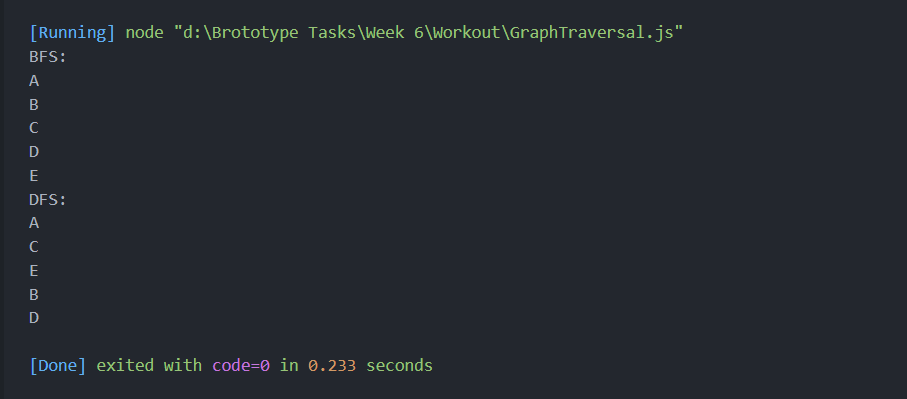 [Running] node "d:\Brototype Tasks\Week 6\Workout\GraphTraversal.js"
BFS:
A
B
C
D
E
DFS:
A
C
E
B
D
[Done] exited with code=0 in 0.233 seconds